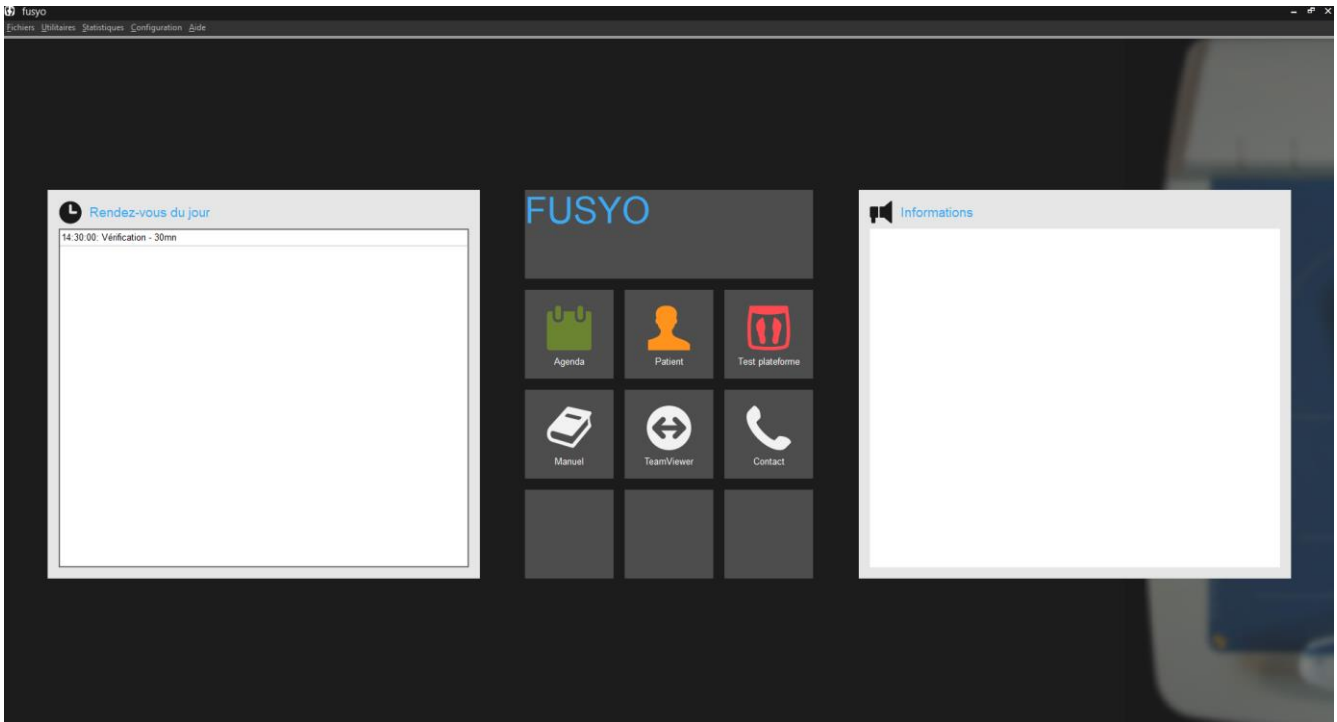 fusyo
Fichiers Utilitaires Statistiques Configuration Aide
Rendez-vous du jour
14:30:00: Vérification - 30mn
FUSYO
Agenda Patient Test plateforme
Manuel TeamViewer Contact
Informations